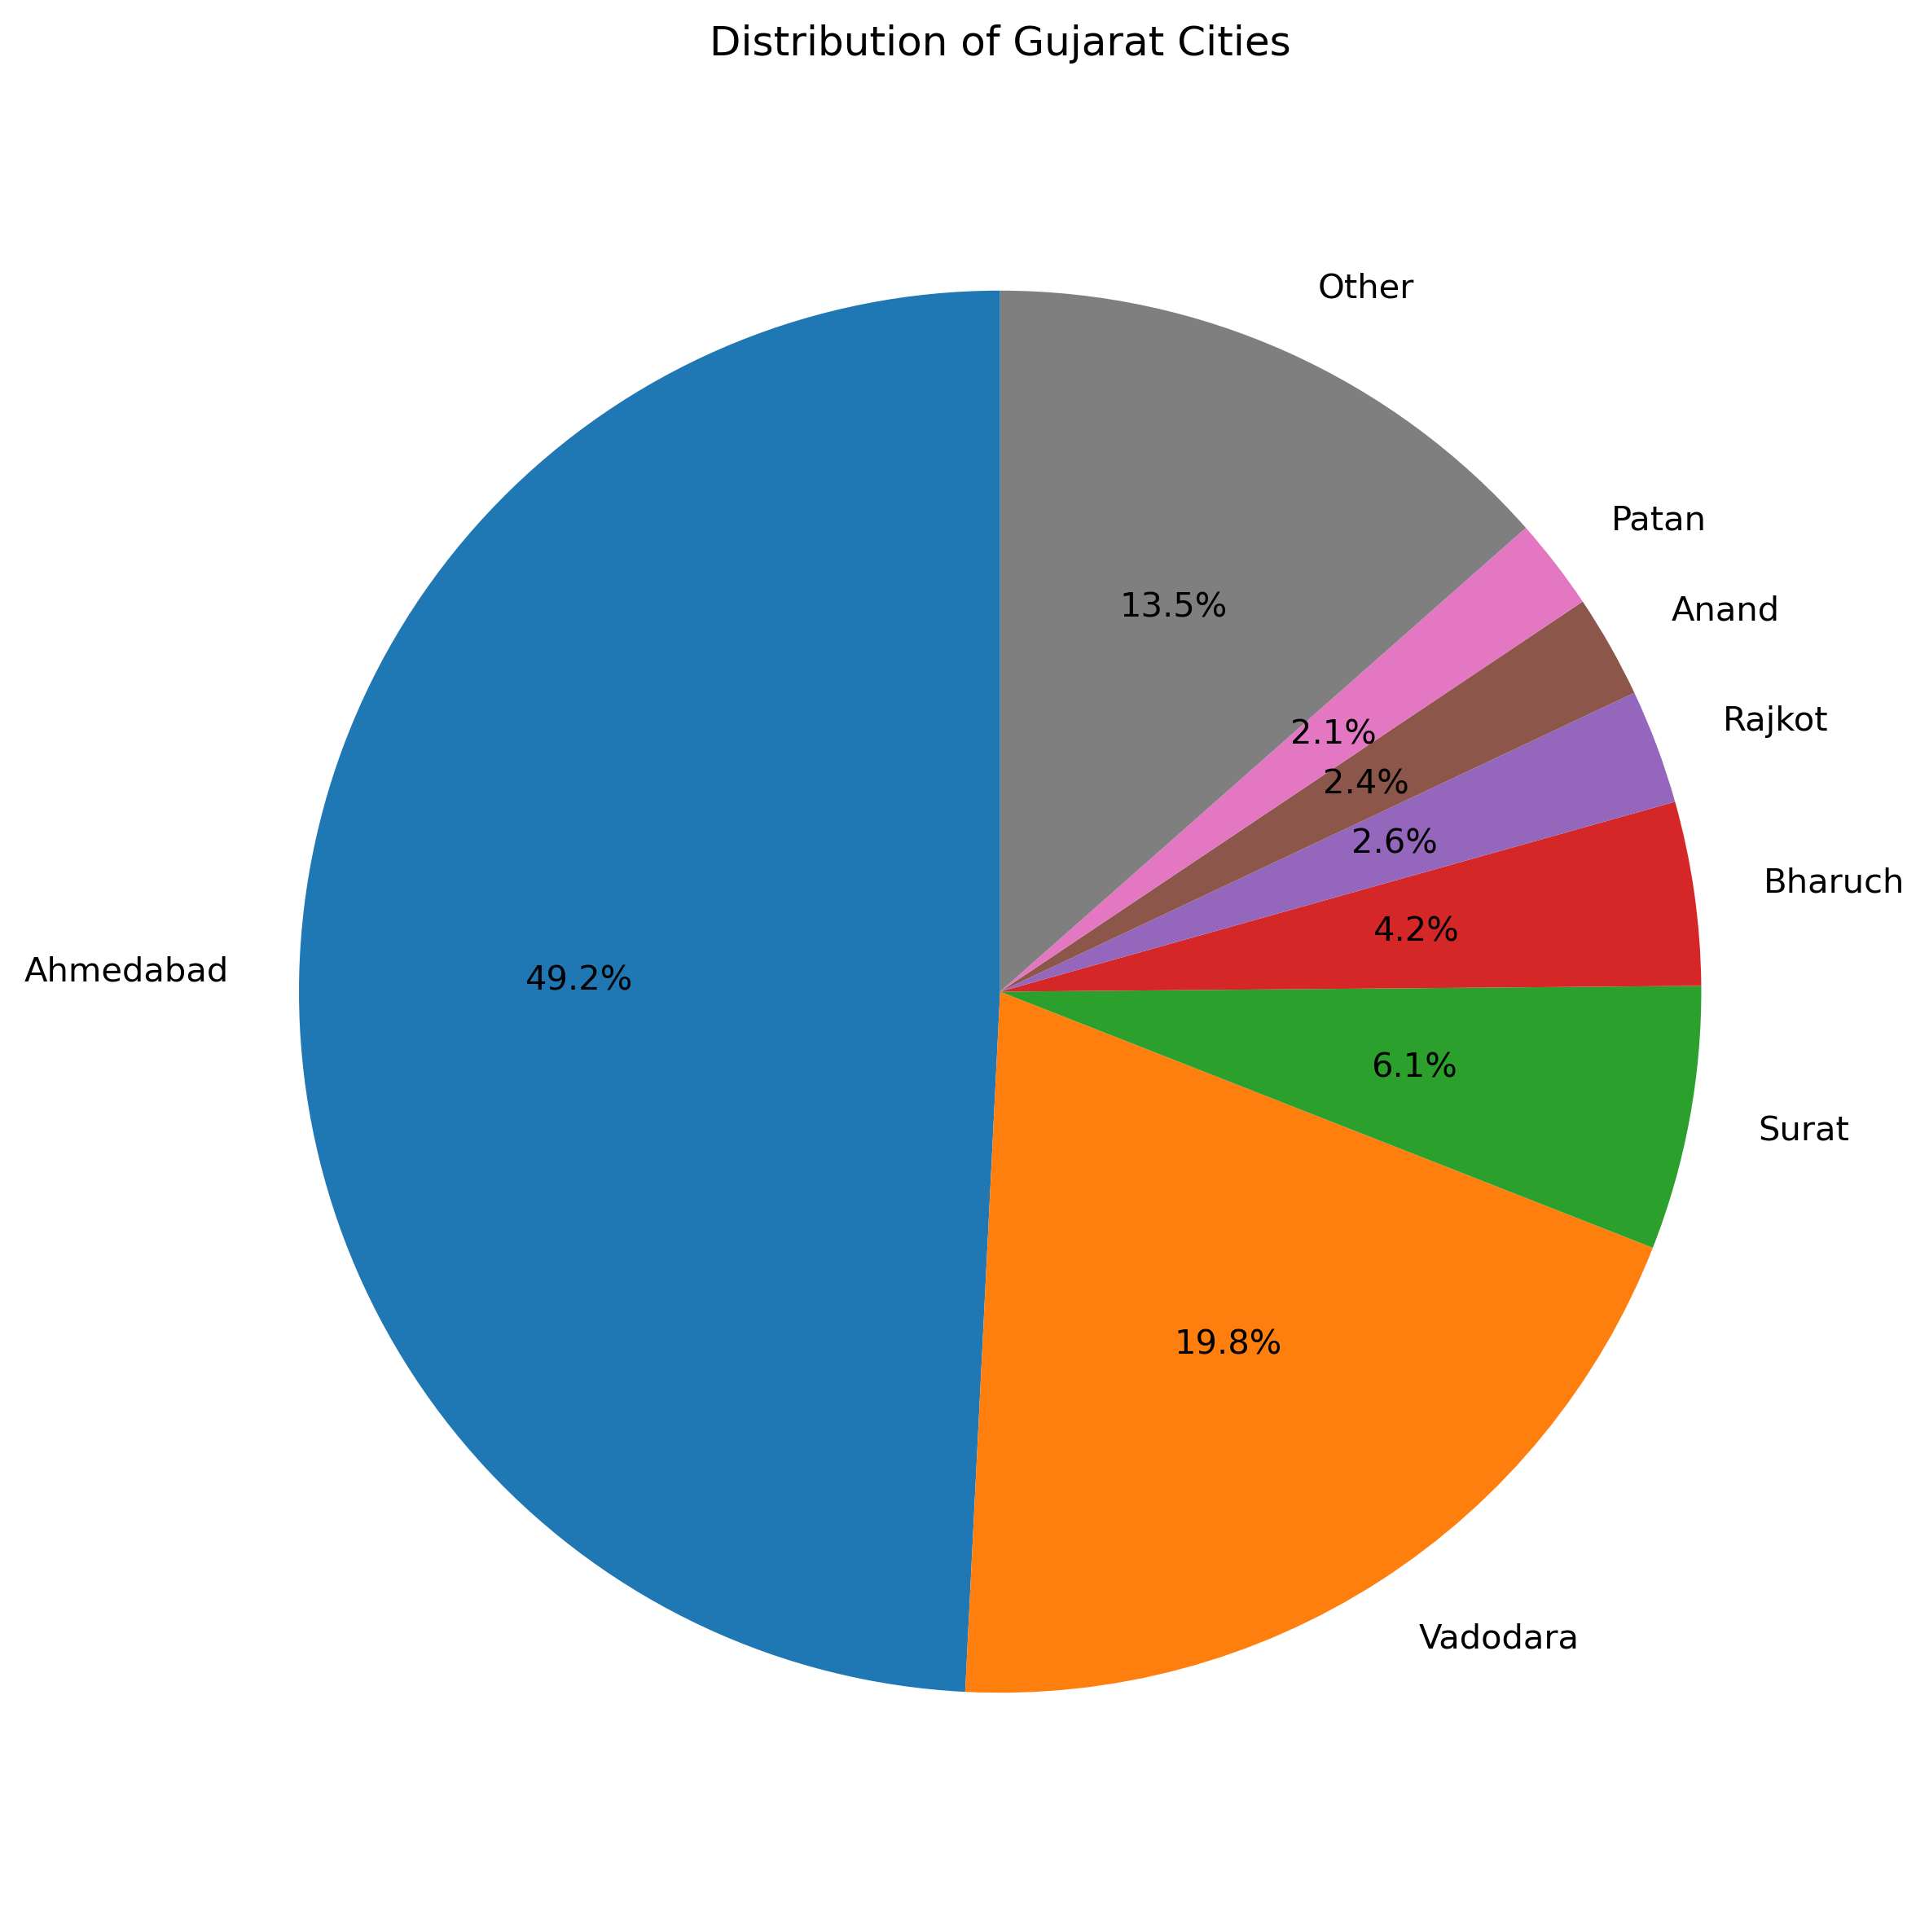 Distribution of Gujarat Cities
Other
Patan
13.5%
Anand
Rajkot
2.1%
2.4%
2.6%
Bharuch
4.2%
Ahmedabad
49.2%
6.1%
Surat
19.8%
Vadodara